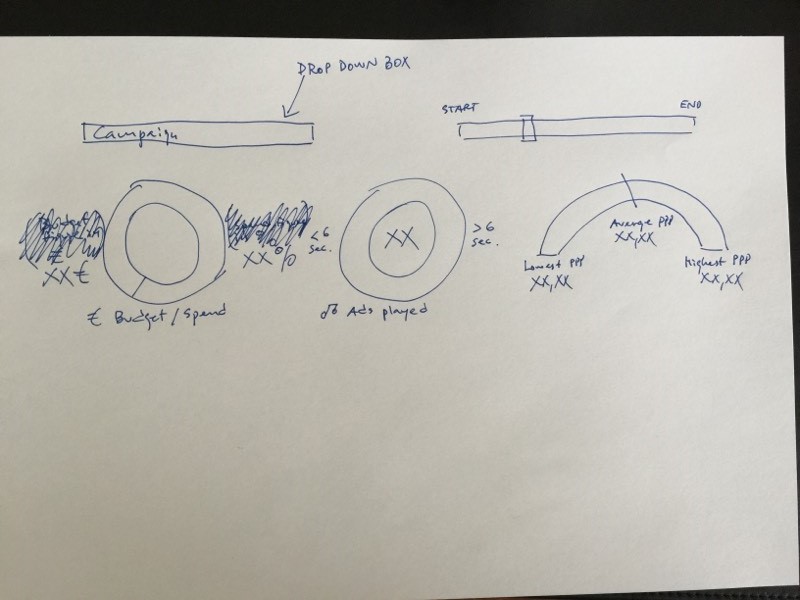 DROP DOWN BOX
START
END
Campaign
€
XX €
XX %
< 6
sec.
XX
> 6
sec.
Average PPP
XX,XX
Lowest PPP
XX,XX
Highest PPP
XX,XX
€ Budget / Spend
Ads played